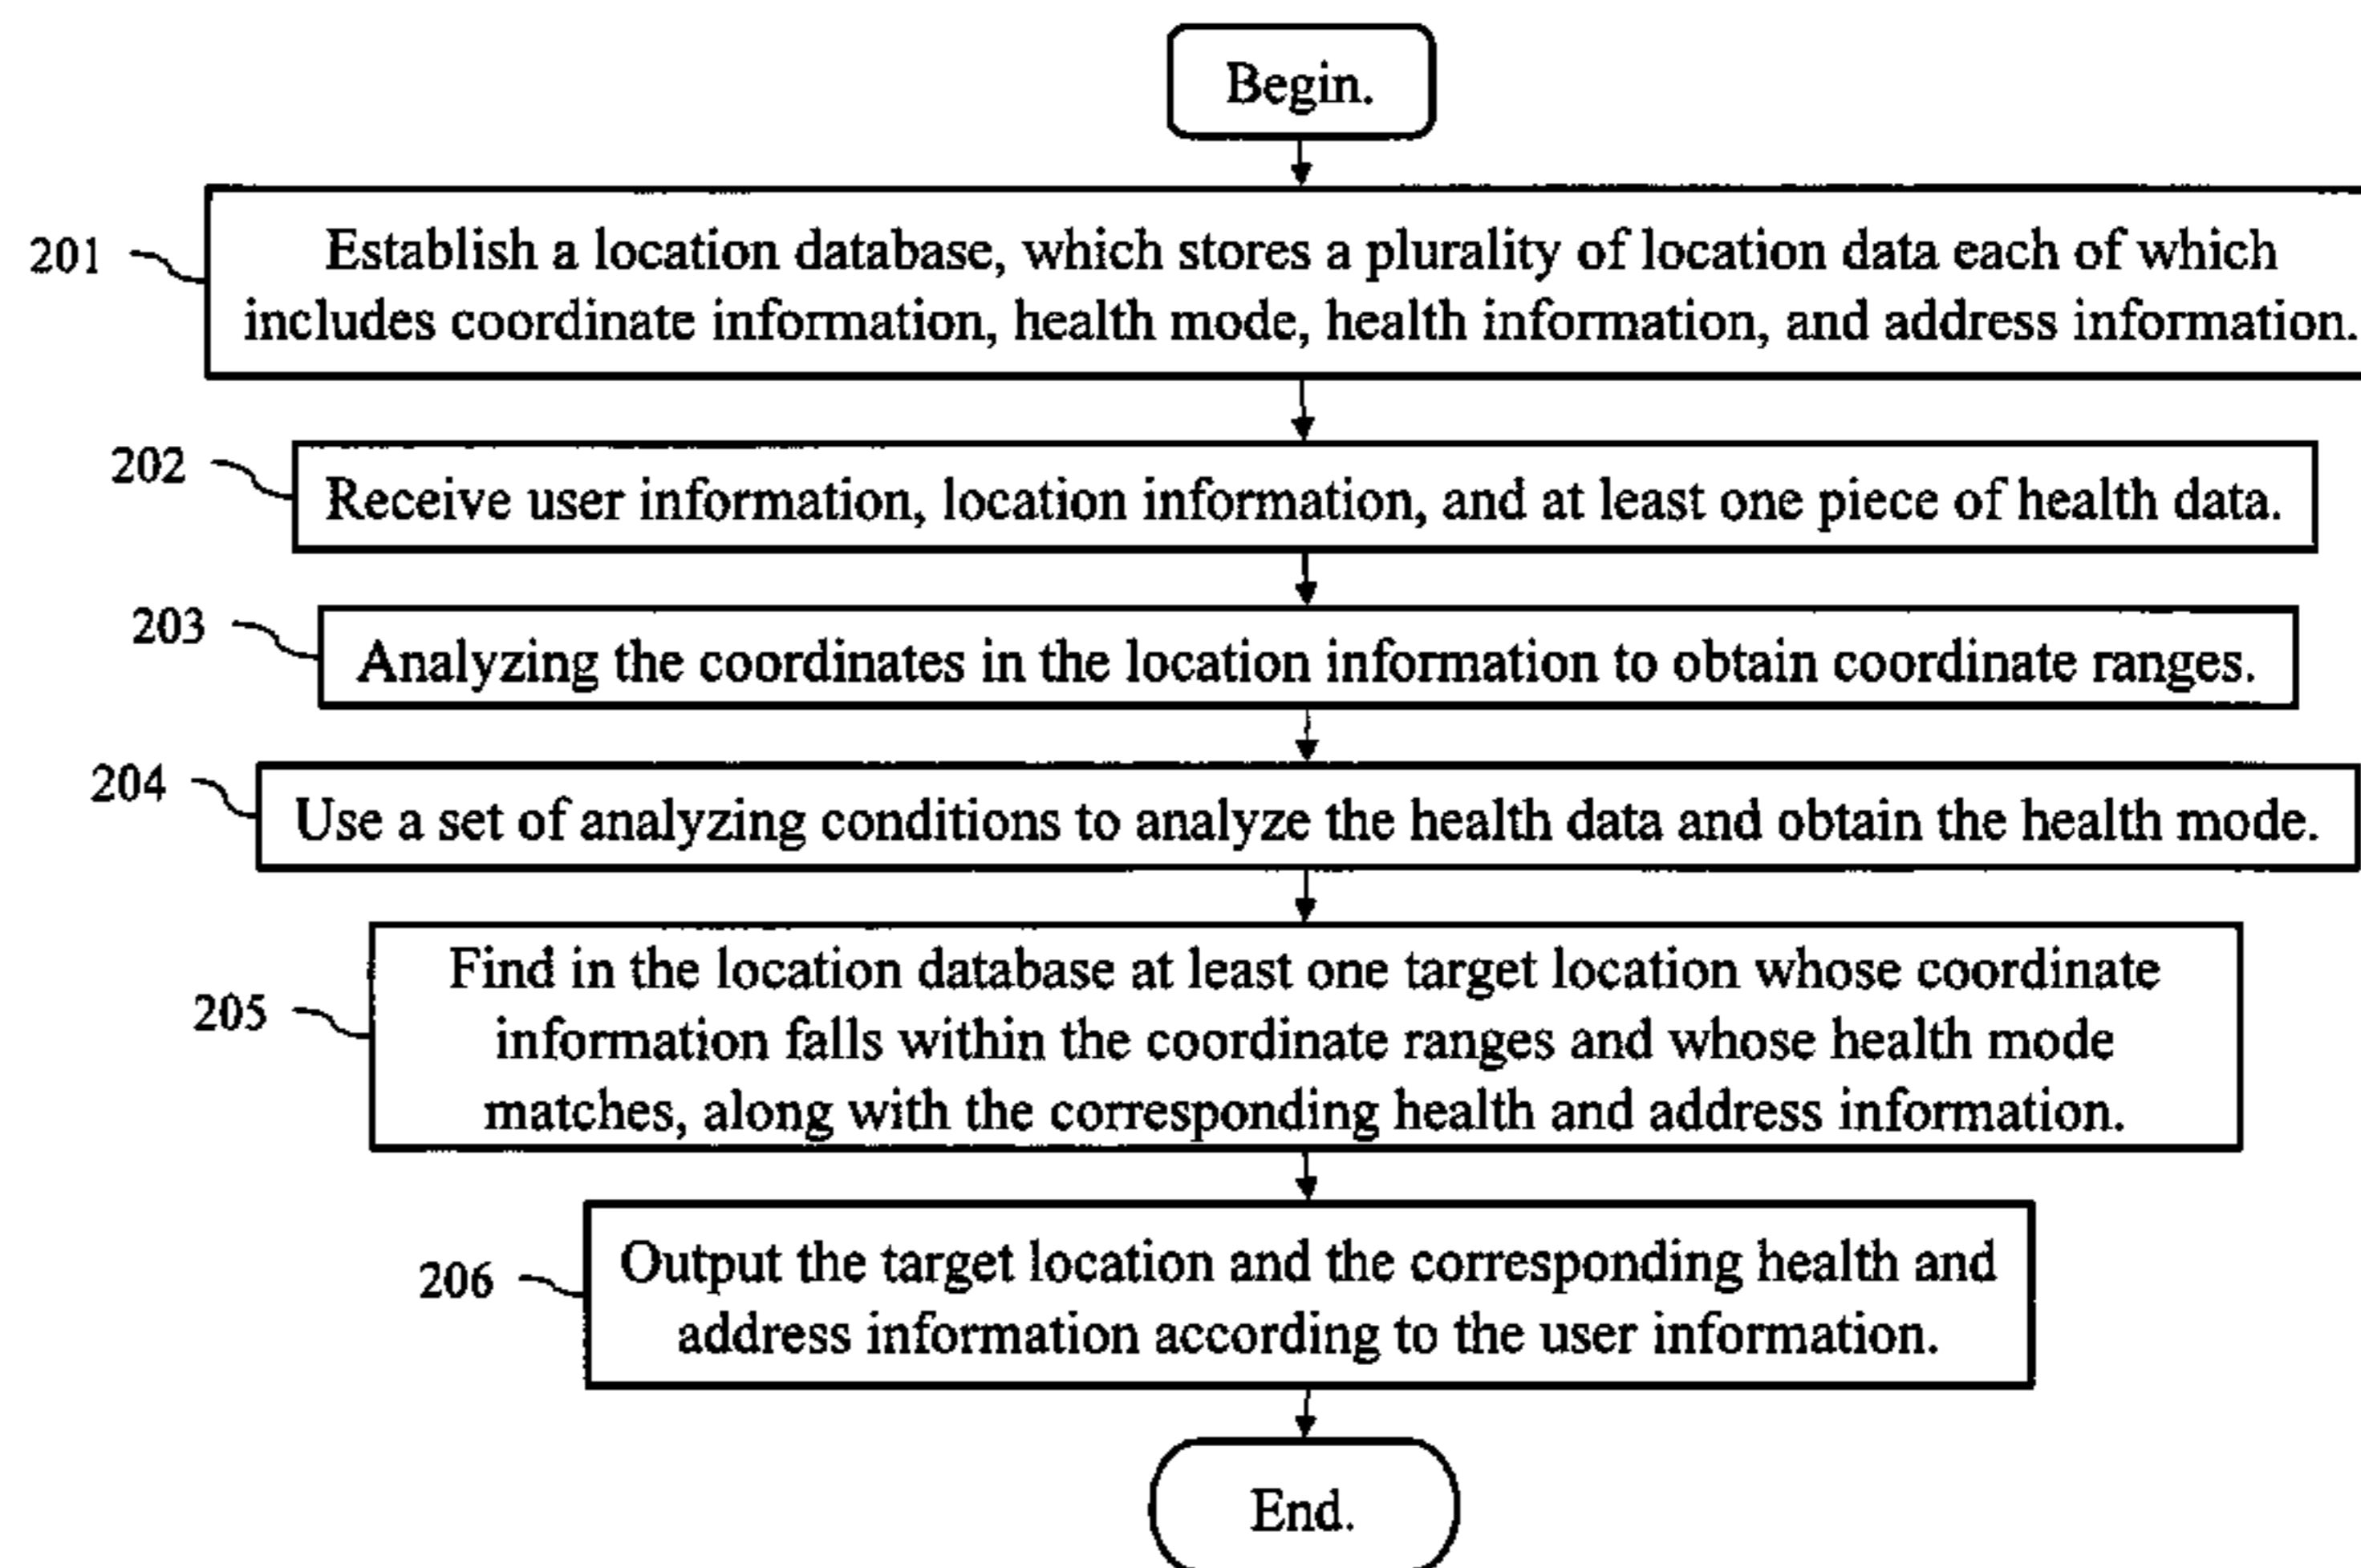 Begin.
201
Establish a location database, which stores a plurality of location data each of which
includes coordinate information, health mode, health information, and address information.
202
Receive user information, location information, and at least one piece of health data.
203
Analyzing the coordinates in the location information to obtain coordinate ranges.
204
Use a set of analyzing conditions to analyze the health data and obtain the health mode.
205
Find in the location database at least one target location whose coordinate
information falls within the coordinate ranges and whose health mode
matches, along with the corresponding health and address information.
206
Output the target location and the corresponding health and
address information according to the user information.
End.